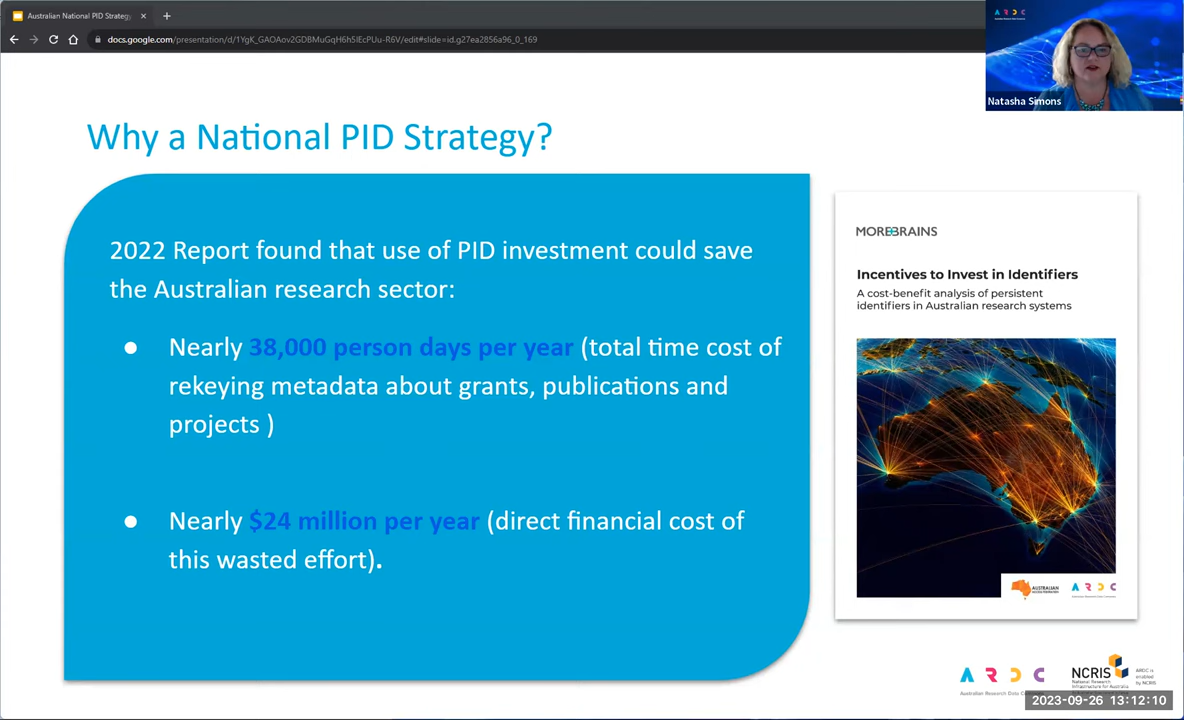 Australian National PID Strategy
docs.google.com/presentation/d/1YgK_GAOAov2GDBMuGqH6h5IEcPUu-R6V/edit#slide=id.g27ea2856a96_0_169
A R D C
Natasha Simons
Why a National PID Strategy?
2022 Report found that use of PID investment could save
the Australian research sector:
● Nearly 38,000 person days per year (total time cost of
rekeying metadata about grants, publications and
projects )
● Nearly $24 million per year (direct financial cost of
this wasted effort).
MOREBRAINS
Incentives to Invest in Identifiers
A cost-benefit analysis of persistent
identifiers in Australian research systems
AUSTRALIAN
A R D C
A R D C
Australian Research Data
NCRIS
National Research
Infrastructure for Australia
ARDC is
enabled
by NCRIS
2023-09-26 13:12:10